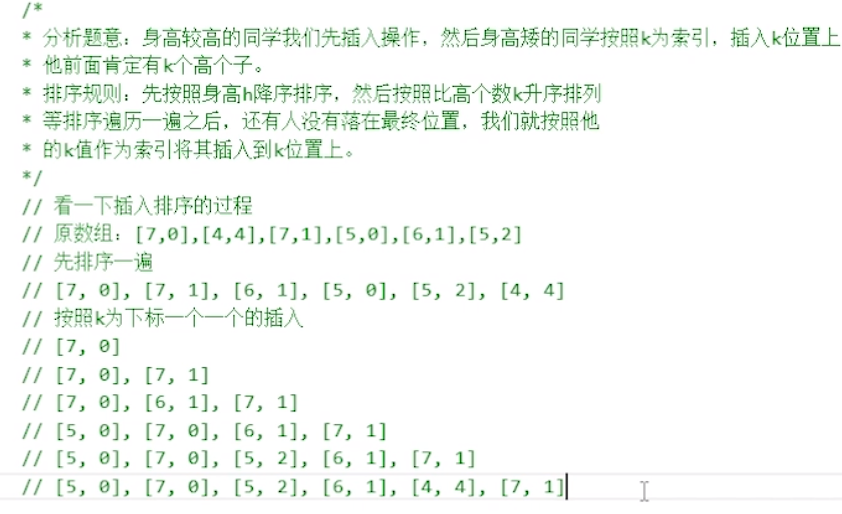 /*
* 分析题意：身高较高的同学我们先插入操作，然后身高矮的同学按照k为索引，插入k位置上
* 他前面肯定有k个高个子。
* 排序规则：先按照身高h降序排序，然后按照比高个数k升序排列
* 等排序遍历一遍之后，还有人没有落在最终位置，我们就按照他
* 的k值作为索引将其插入到k位置上。
*/
// 看一下插入排序的过程
// 原数组：[7,0],[4,4],[7,1],[5,0],[6,1],[5,2]
// 先排序一遍
// [7, 0], [7, 1], [6, 1], [5, 0], [5, 2], [4, 4]
// 按照k为下标一个一个的插入
// [7, 0]
// [7, 0], [7, 1]
// [7, 0], [6, 1], [7, 1]
// [5, 0], [7, 0], [6, 1], [7, 1]
// [5, 0], [7, 0], [5, 2], [6, 1], [7, 1]
// [5, 0], [7, 0], [5, 2], [6, 1], [4, 4], [7, 1]